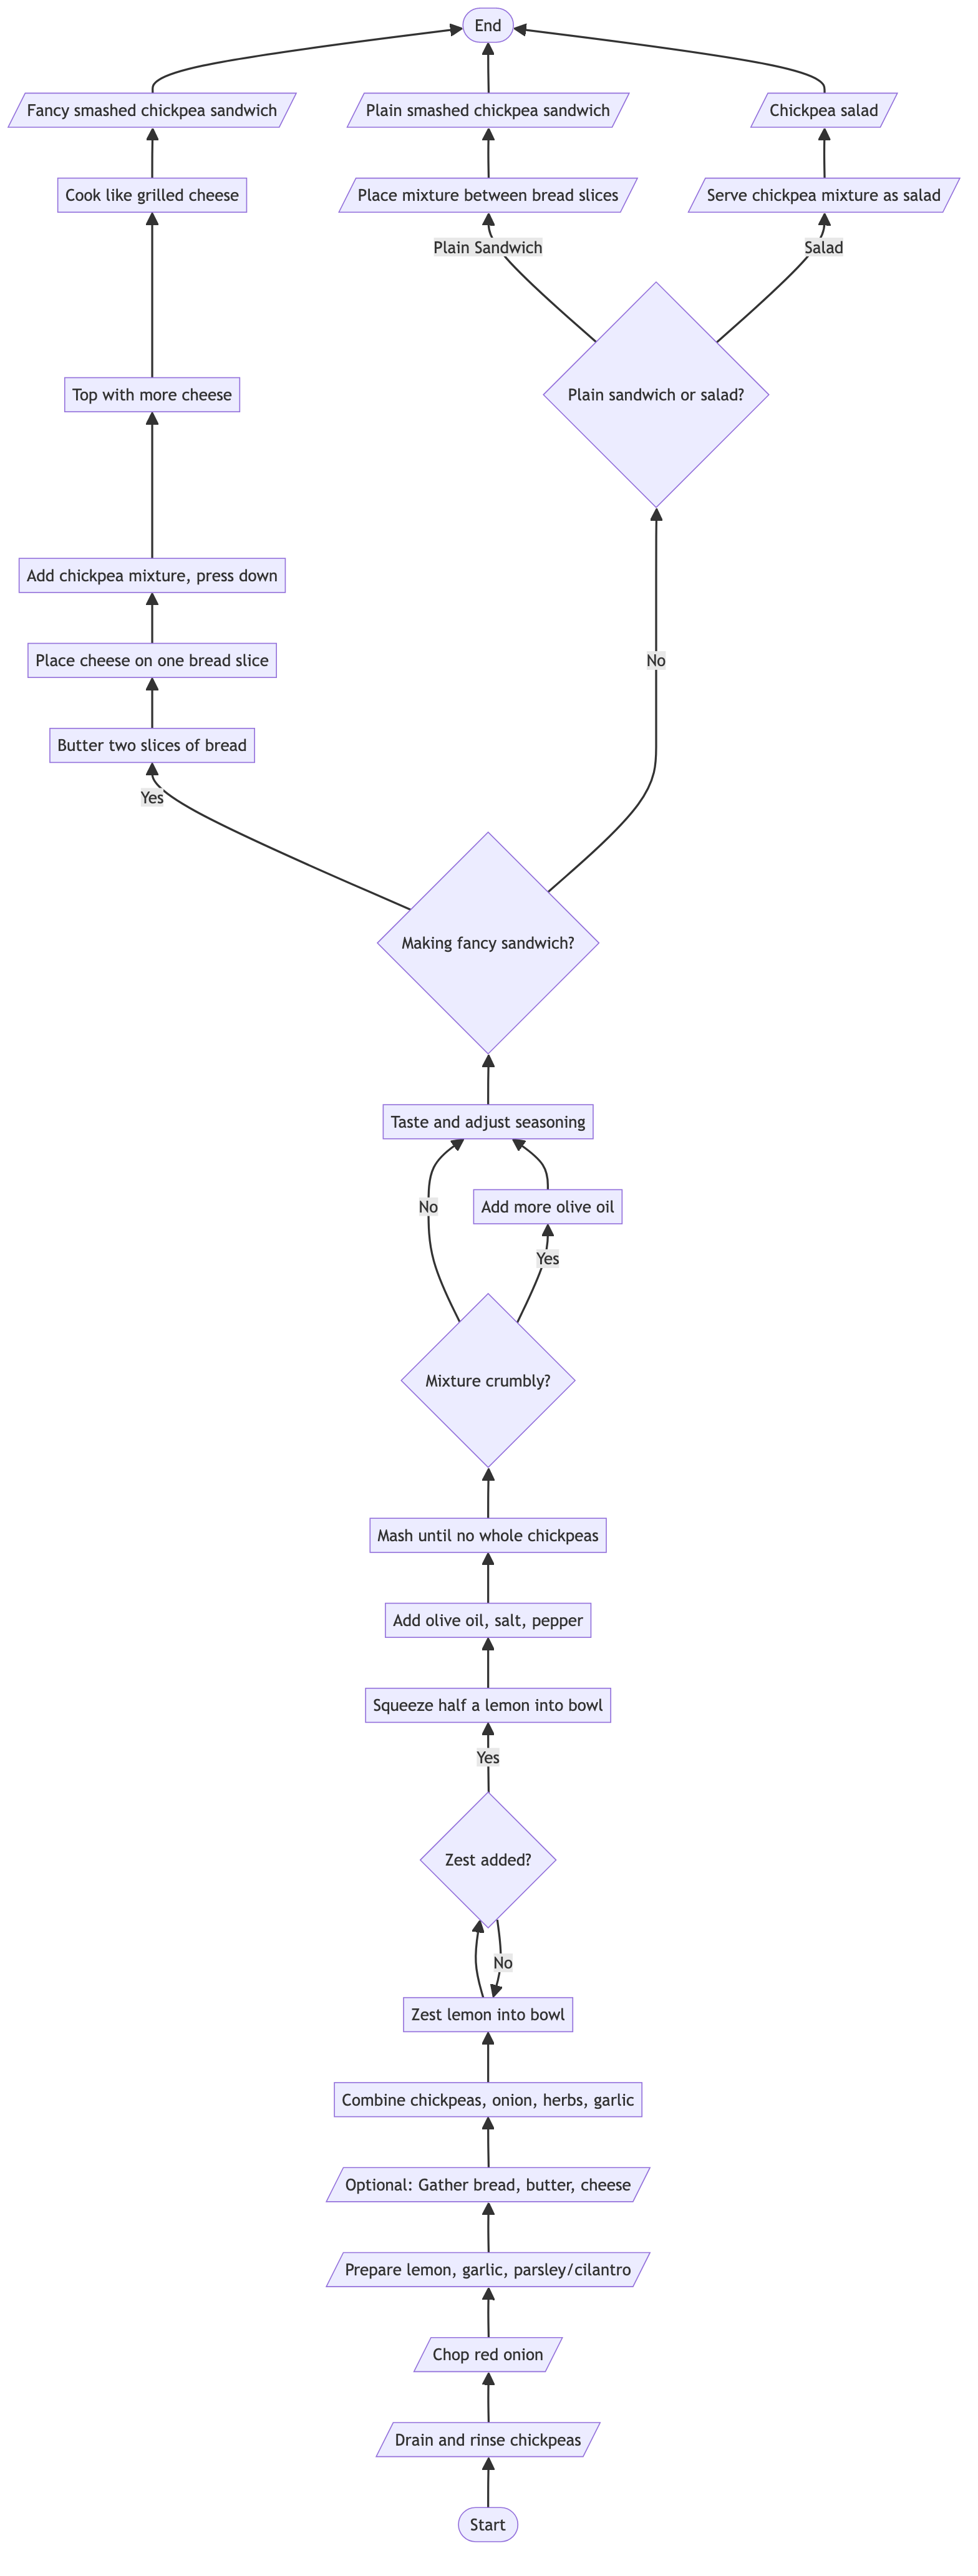 End
Fancy smashed chickpea sandwich
Plain smashed chickpea sandwich
Chickpea salad
Cook like grilled cheese
Place mixture between bread slices
Serve chickpea mixture as salad
Plain Sandwich
Salad
Top with more cheese
Plain sandwich or salad?
Add chickpea mixture, press down
Place cheese on one bread slice
No
Butter two slices of bread
Yes
Making fancy sandwich?
Taste and adjust seasoning
No
Add more olive oil
Yes
Mixture crumbly?
Mash until no whole chickpeas
Add olive oil, salt, pepper
Squeeze half a lemon into bowl
Yes
Zest added?
No
Zest lemon into bowl
Combine chickpeas, onion, herbs, garlic
Optional: Gather bread, butter, cheese
Prepare lemon, garlic, parsley/cilantro
Chop red onion
Drain and rinse chickpeas
Start